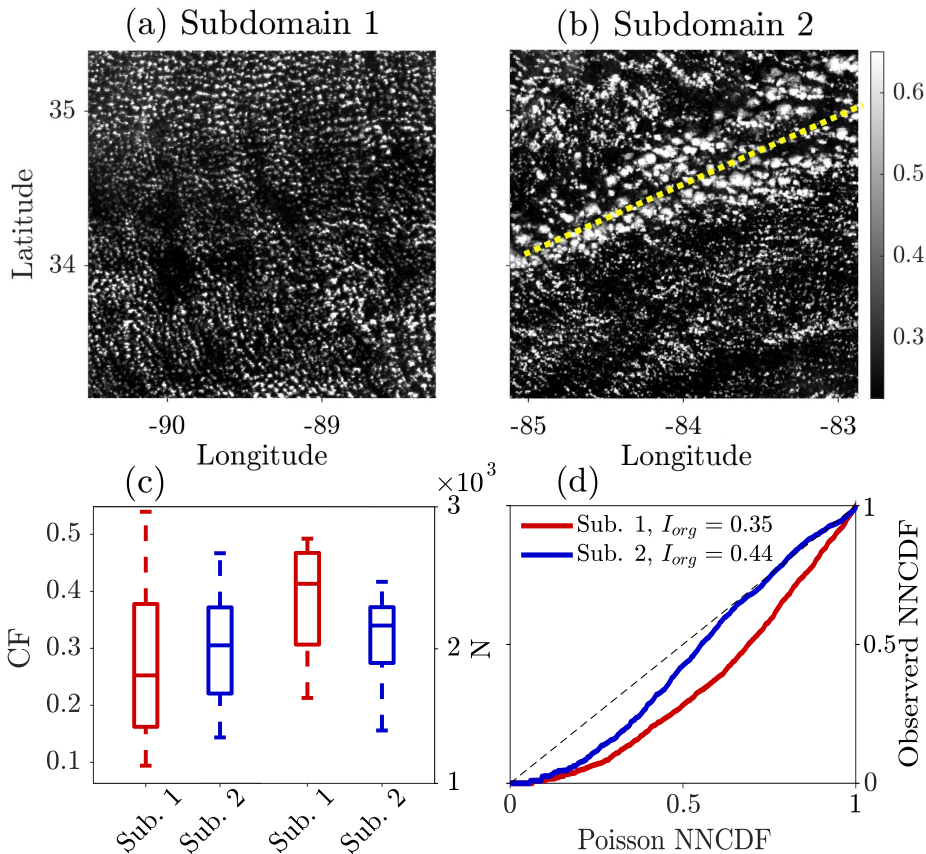 (a) Subdomain 1
(b) Subdomain 2
35
34
Latitude
-90
-89
Longitude
-85
-84
-83
Longitude
0.6
0.5
0.4
0.3
(c)
×10³
0.5
0.4
0.3
0.2
0.1
CF
3
2
1
N
Sub. 1
Sub. 2
Sub. 1
Sub. 2
(d)
Sub. 1, I_org = 0.35
Sub. 2, I_org = 0.44
1
0.5
0
Observerd NNCDF
0
0.5
1
Poisson NNCDF